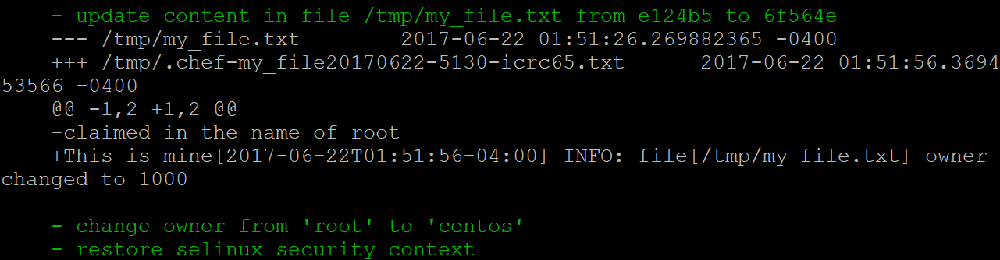 - update content in file /tmp/my_file.txt from e124b5 to 6f564e
--- /tmp/my_file.txt        2017-06-22 01:51:26.269882365 -0400
+++ /tmp/.chef-my_file20170622-5130-icrc65.txt      2017-06-22 01:51:56.3694
53566 -0400
@@ -1,2 +1,2 @@
-claimed in the name of root
+This is mine[2017-06-22T01:51:56-04:00] INFO: file[/tmp/my_file.txt] owner
changed to 1000
- change owner from 'root' to 'centos'
- restore selinux security context